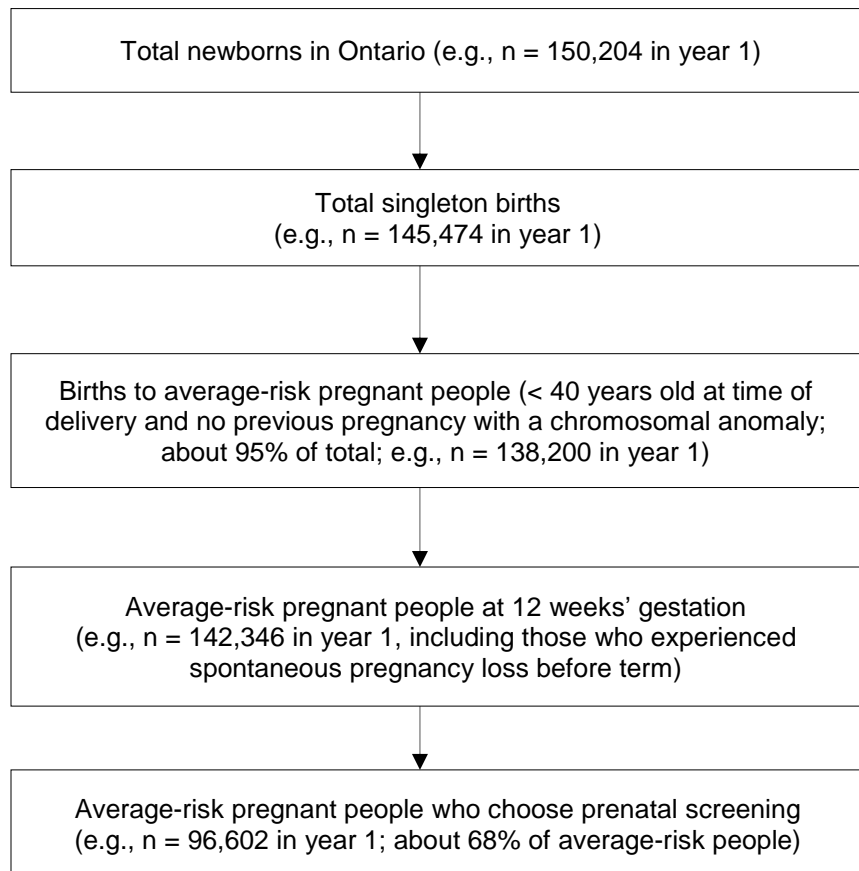 Total newborns in Ontario (e.g., n = 150,204 in year 1)
Total singleton births
(e.g., n = 145,474 in year 1)
Births to average-risk pregnant people (< 40 years old at time of
delivery and no previous pregnancy with a chromosomal anomaly;
about 95% of total; e.g., n = 138,200 in year 1)
Average-risk pregnant people at 12 weeks’ gestation
(e.g., n = 142,346 in year 1, including those who experienced
spontaneous pregnancy loss before term)
Average-risk pregnant people who choose prenatal screening
(e.g., n = 96,602 in year 1; about 68% of average-risk people)